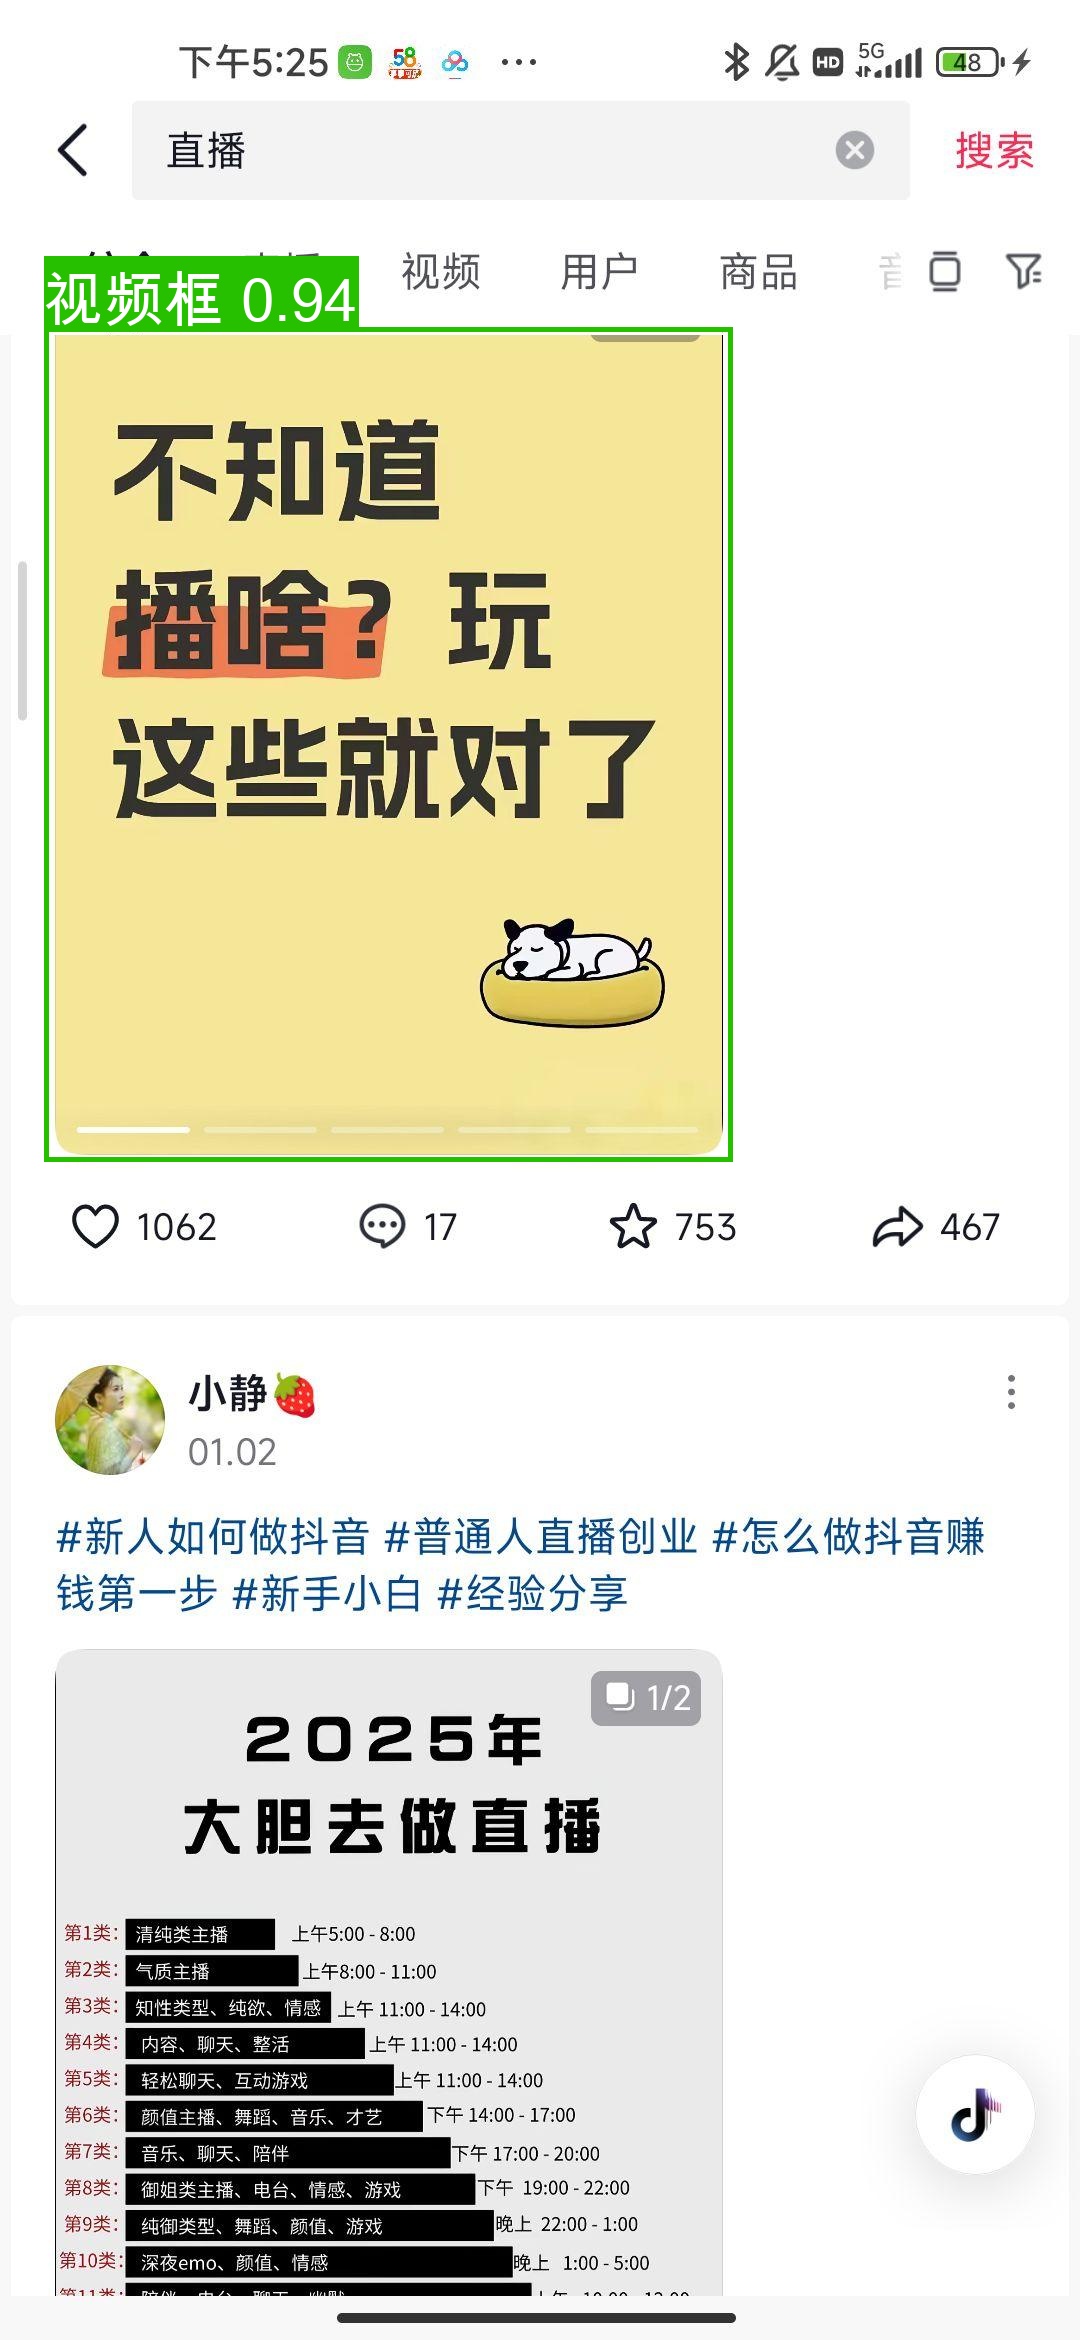 下午5:25 58 ... HD 5G 48
直播 搜索
视频 用户 商品
视频框 0.94
不知道
播啥？玩
这些就对了
1062 17 753 467
小静🍓
01.02
#新人如何做抖音 #普通人直播创业 #怎么做抖音赚
钱第一步 #新手小白 #经验分享
1/2
2025年
大胆去做直播
第1类： 清纯类主播 上午5:00 - 8:00
第2类： 气质主播 上午8:00 - 11:00
第3类： 知性类型、纯欲、情感 上午 11:00 - 14:00
第4类： 内容、聊天、整活 上午 11:00 - 14:00
第5类： 轻松聊天、互动游戏 上午 11:00 - 14:00
第6类： 颜值主播、舞蹈、音乐、才艺 下午 14:00 - 17:00
第7类： 音乐、聊天、陪伴 下午 17:00 - 20:00
第8类： 御姐类主播、电台、情感、游戏 下午 19:00 - 22:00
第9类： 纯御类型、舞蹈、颜值、游戏 晚上 22:00 - 1:00
第10类： 深夜emo、颜值、情感 晚上 1:00 - 5:00